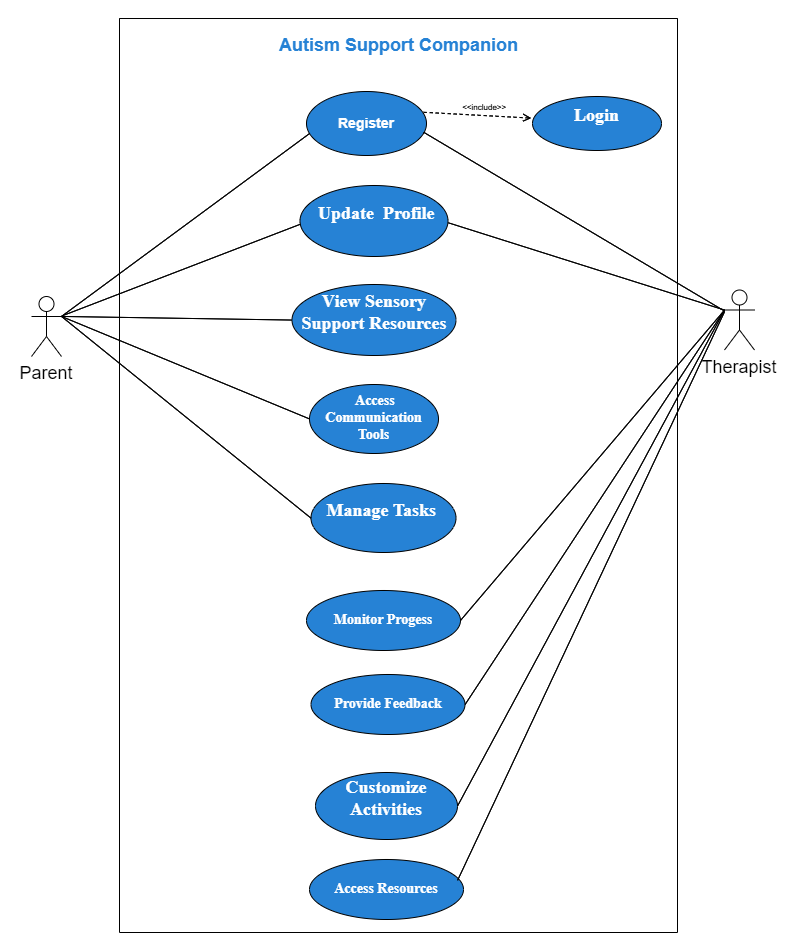 Autism Support Companion
Register
<<include>>
Login
Update  Profile
View Sensory
Support Resources
Parent
Therapist
Access
Communication
Tools
Manage Tasks
Monitor Progess
Provide Feedback
Customize
Activities
Access Resources